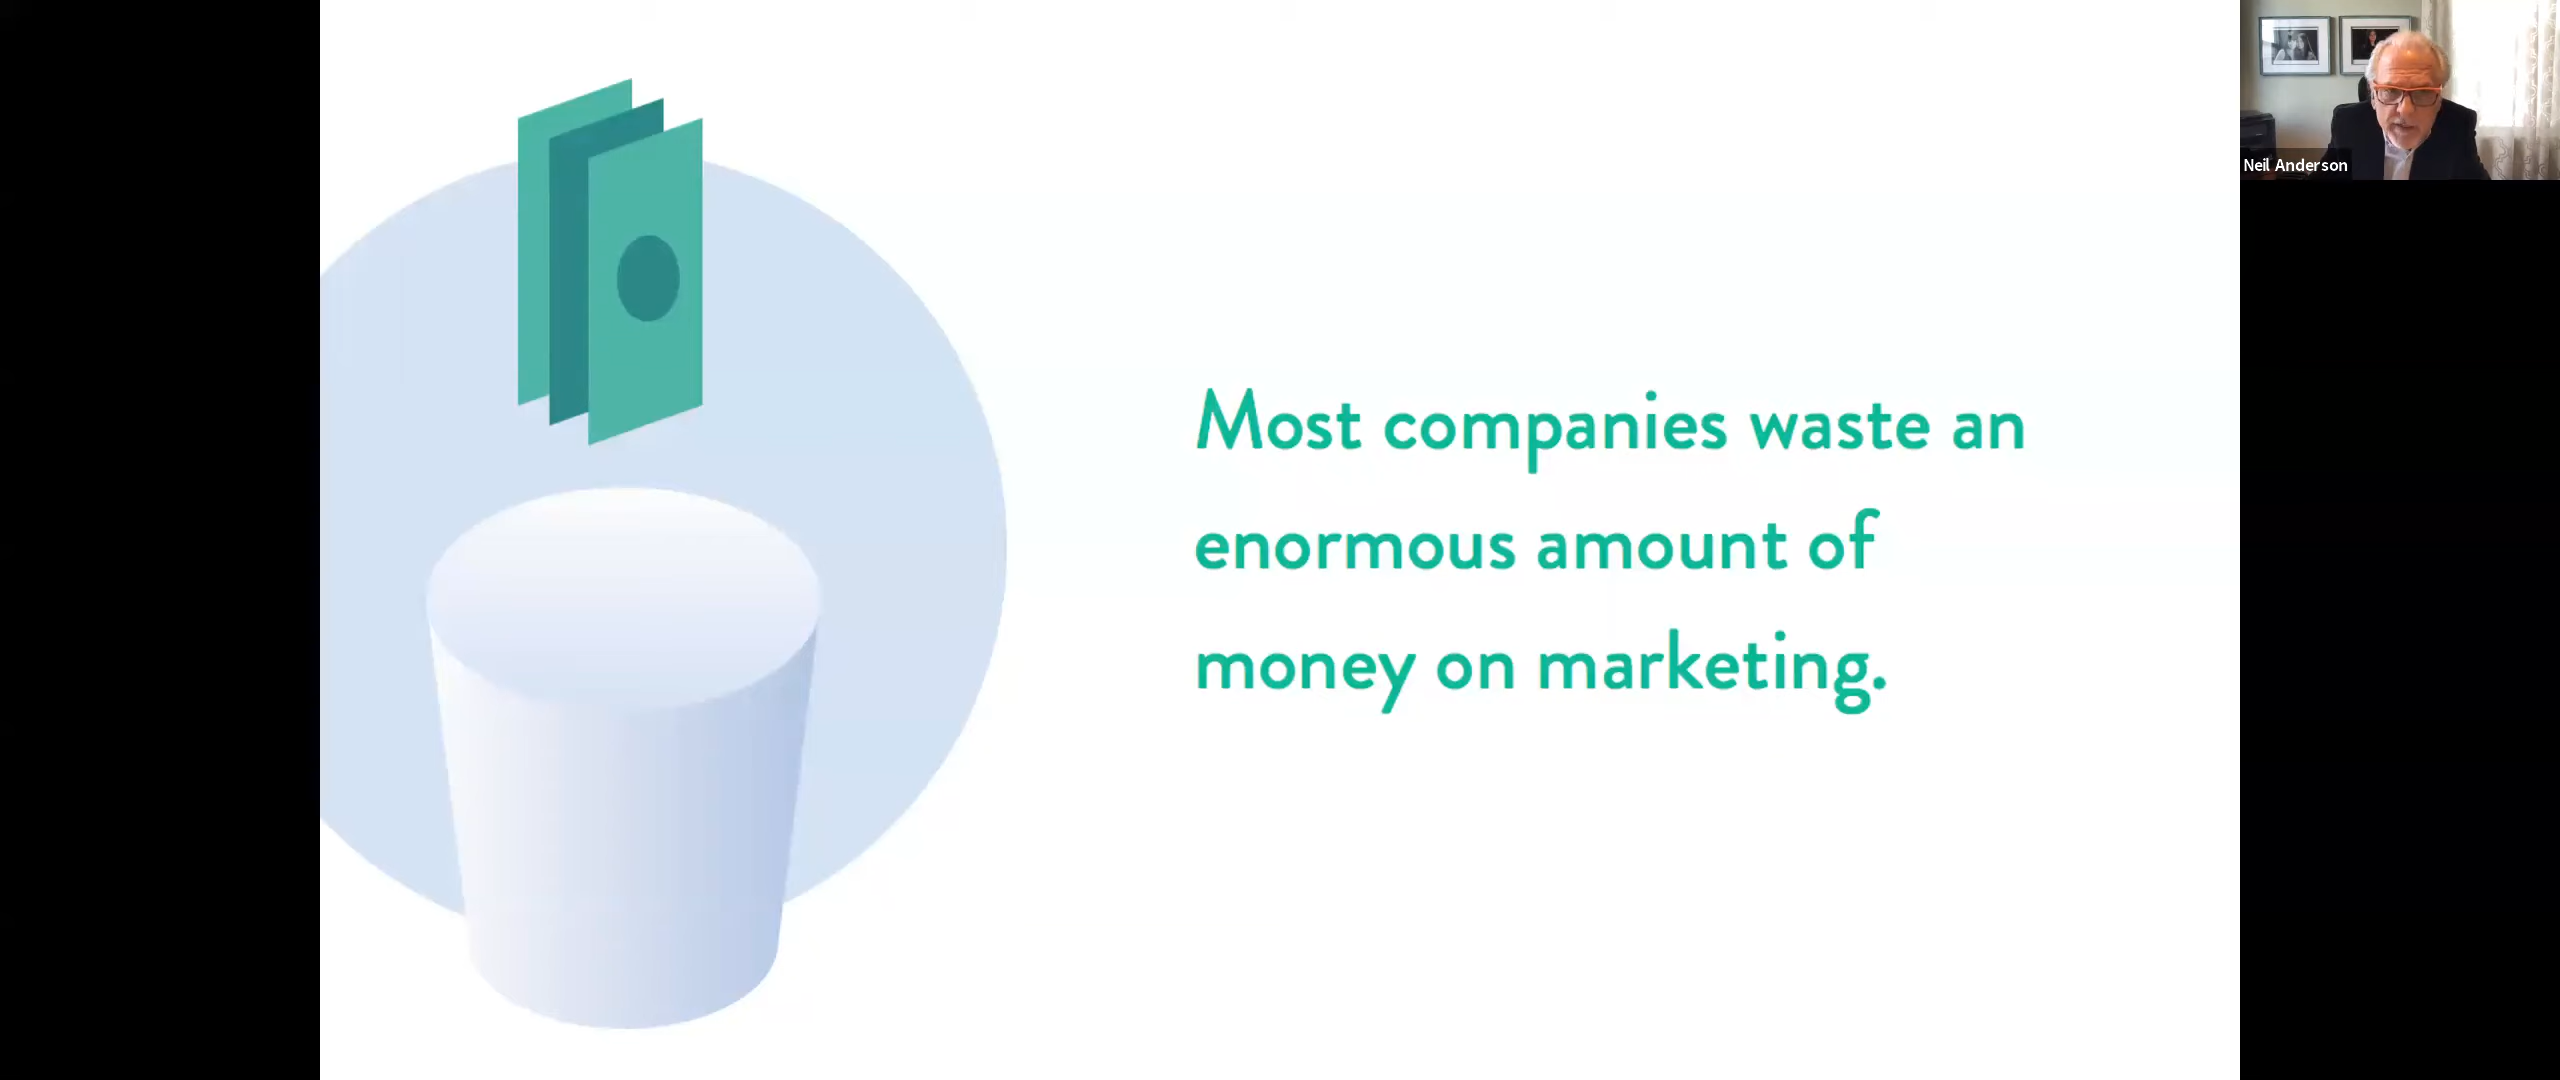 Most companies waste an
enormous amount of
money on marketing.
Neil Anderson